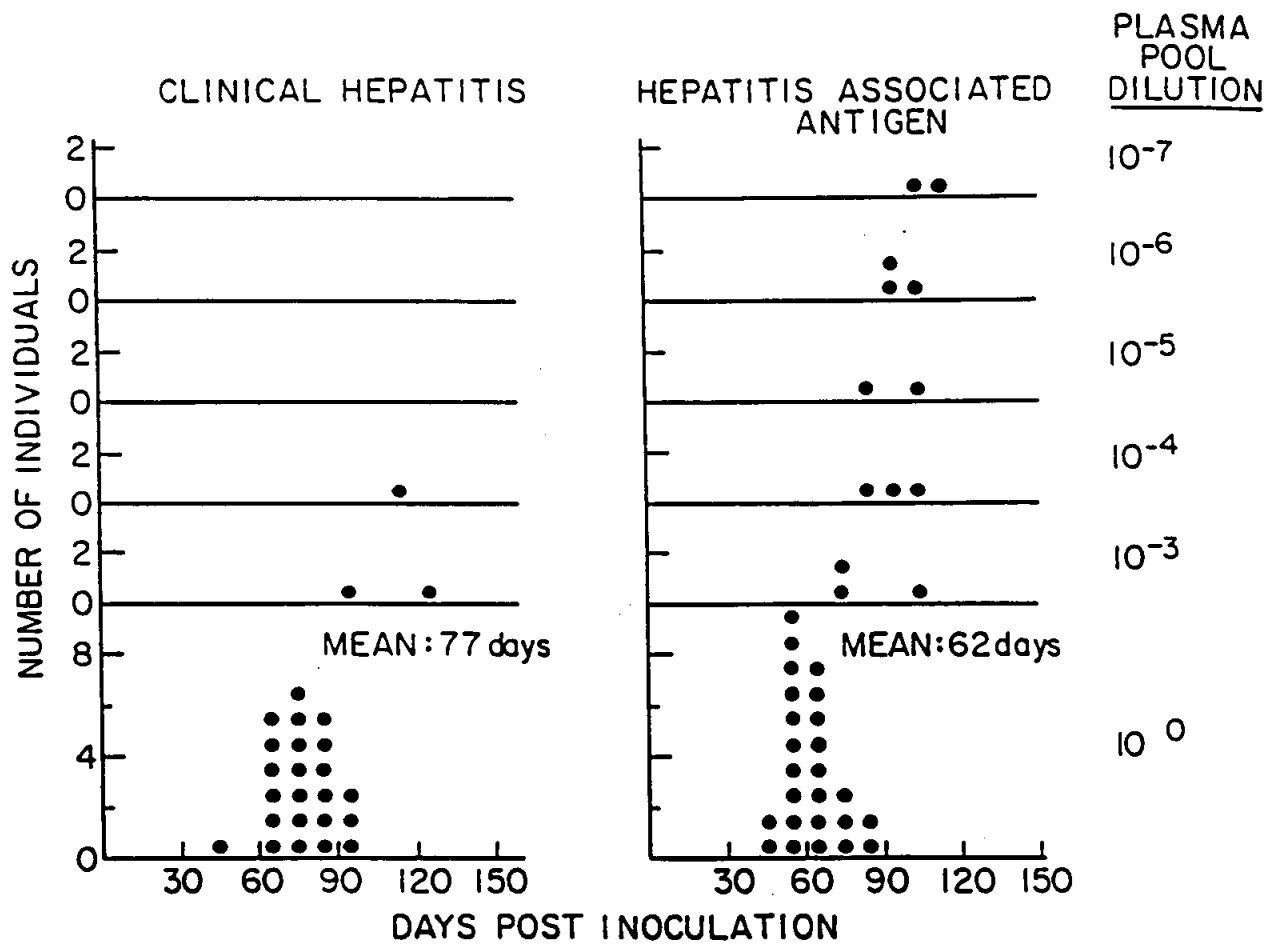 PLASMA
POOL
DILUTION
CLINICAL HEPATITIS
HEPATITIS ASSOCIATED
ANTIGEN
2
0
10-7
2
0
10-6
2
0
10-5
2
0
10-4
2
0
10-3
MEAN:77 days
MEAN:62 days
8
4
0
10 0
30 60 90 120 150
30 60 90 120 150
NUMBER OF INDIVIDUALS
DAYS POST INOCULATION